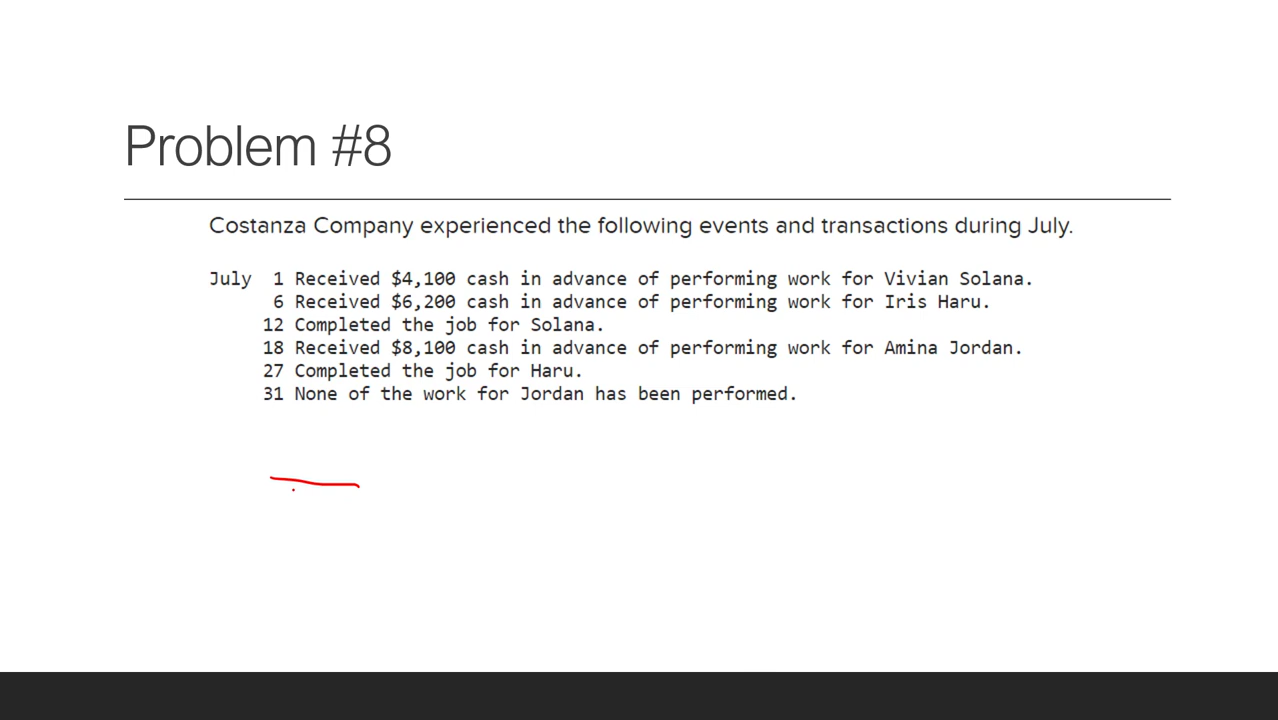 Problem #8
Costanza Company experienced the following events and transactions during July.
July 1 Received $4,100 cash in advance of performing work for Vivian Solana.
6 Received $6,200 cash in advance of performing work for Iris Haru.
12 Completed the job for Solana.
18 Received $8,100 cash in advance of performing work for Amina Jordan.
27 Completed the job for Haru.
31 None of the work for Jordan has been performed.